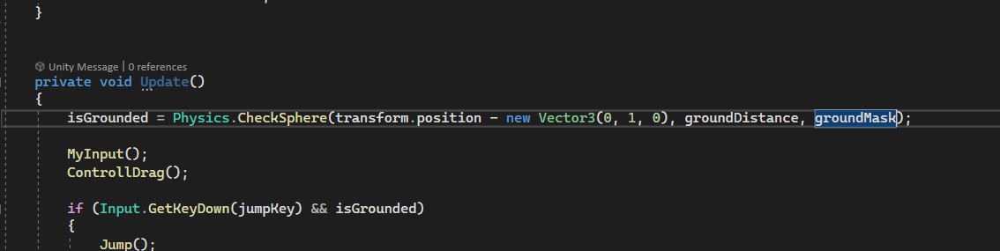 }
Unity Message | 0 references
private void Update()
{
isGrounded = Physics.CheckSphere(transform.position - new Vector3(0, 1, 0), groundDistance, groundMask);
MyInput();
ControllDrag();
if (Input.GetKeyDown(jumpKey) && isGrounded)
{
Jump();